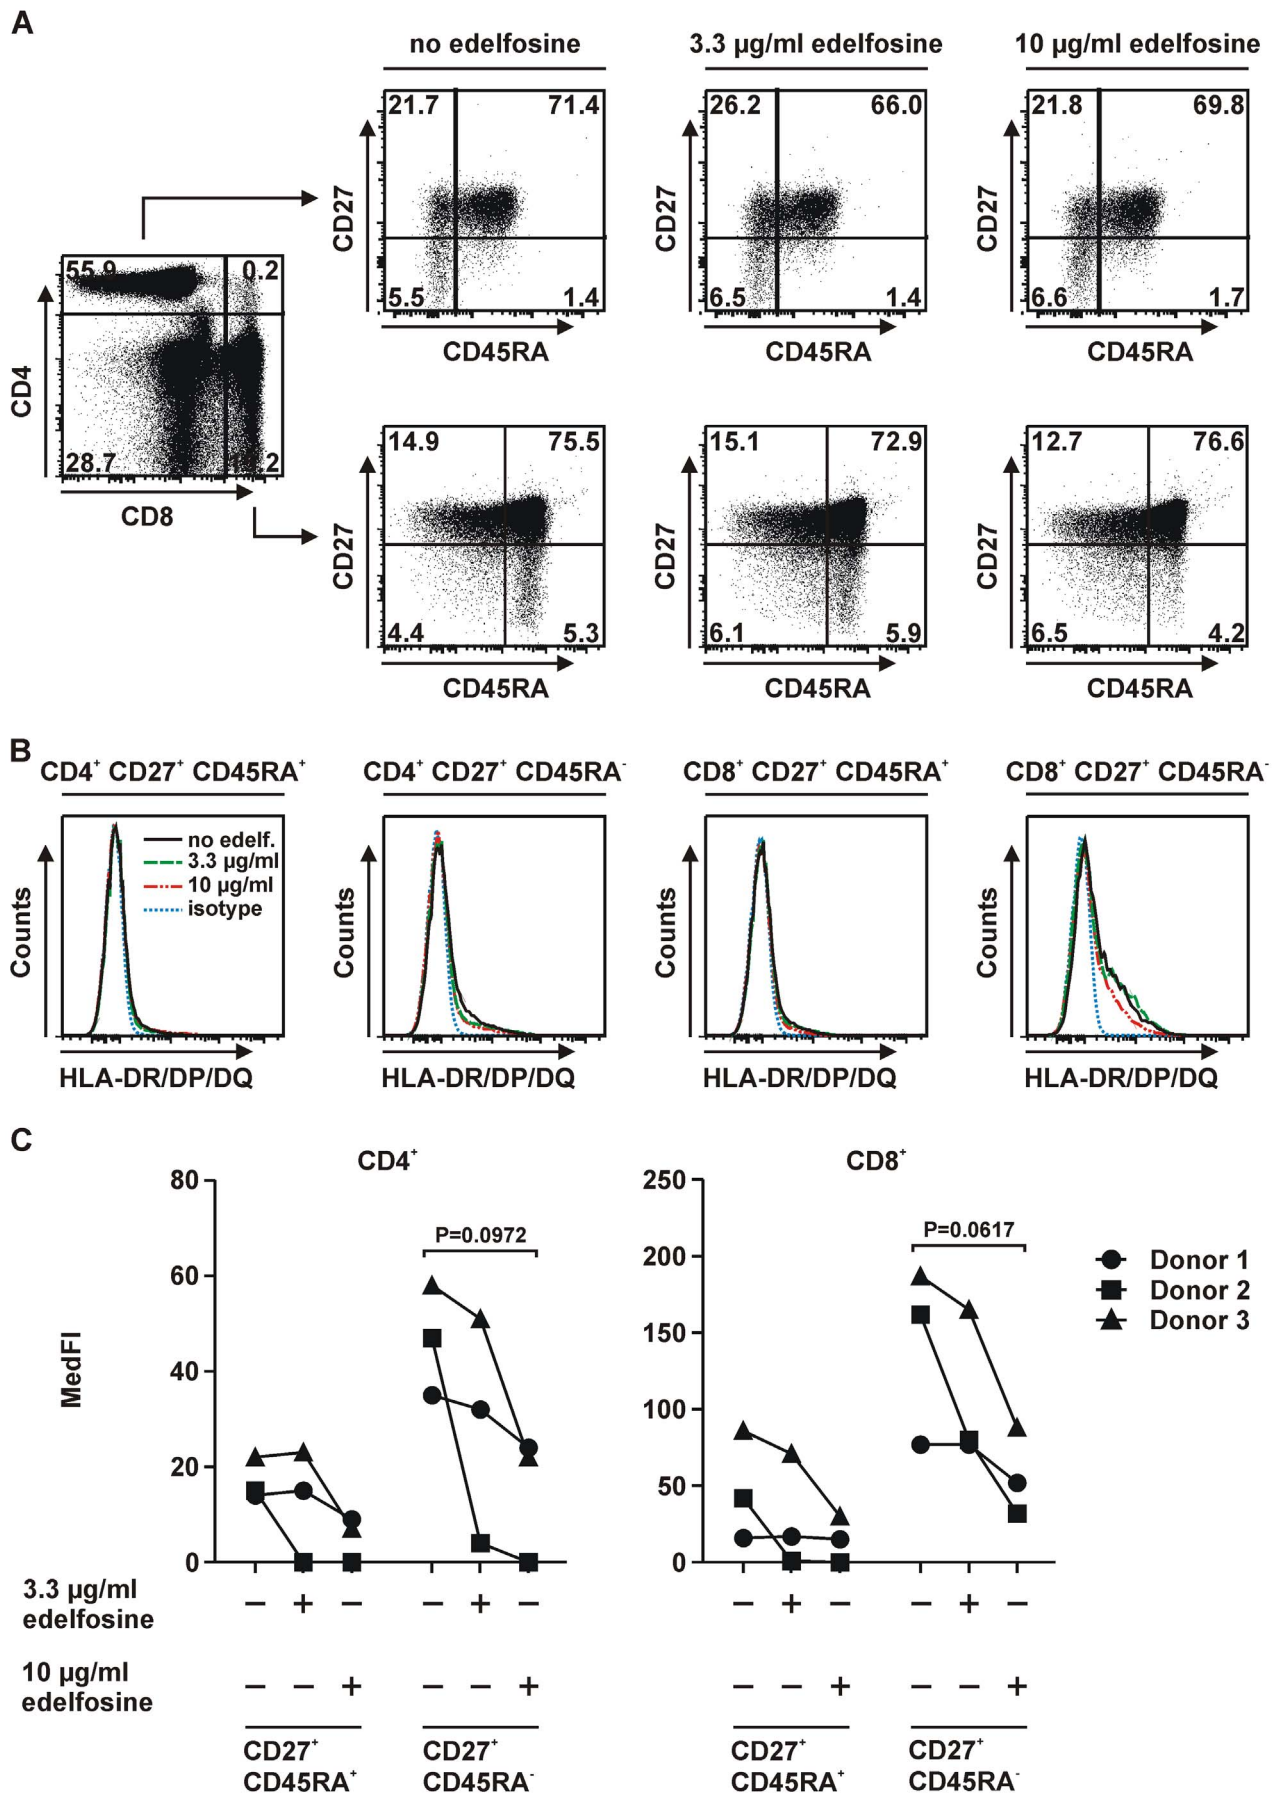 A
no edelfosine
3.3 µg/ml edelfosine
10 µg/ml edelfosine
21.7 71.4
26.2 66.0
21.8 69.8
CD27
CD27
CD27
5.5 1.4
6.5 1.4
6.6 1.7
CD45RA
CD45RA
CD45RA
55.9 0.2
CD4
28.7
CD8
14.9 75.5
15.1 72.9
12.7 76.6
CD27
CD27
CD27
4.4 5.3
6.1 5.9
6.5 4.2
CD45RA
CD45RA
CD45RA
B
CD4⁺ CD27⁺ CD45RA⁺
CD4⁺ CD27⁺ CD45RA⁻
CD8⁺ CD27⁺ CD45RA⁺
CD8⁺ CD27⁺ CD45RA⁻
no edelf.
3.3 µg/ml
10 µg/ml
isotype
Counts
Counts
Counts
Counts
HLA-DR/DP/DQ
HLA-DR/DP/DQ
HLA-DR/DP/DQ
HLA-DR/DP/DQ
C
CD4⁺
CD8⁺
MedFI
80
60
40
20
0
P=0.0972
250
200
150
100
50
0
P=0.0617
Donor 1
Donor 2
Donor 3
3.3 µg/ml
edelfosine
− + − − + − − + − − + −
10 µg/ml
edelfosine
− − + − − + − − + − − +
CD27⁺
CD45RA⁺
CD27⁺
CD45RA⁻
CD27⁺
CD45RA⁺
CD27⁺
CD45RA⁻